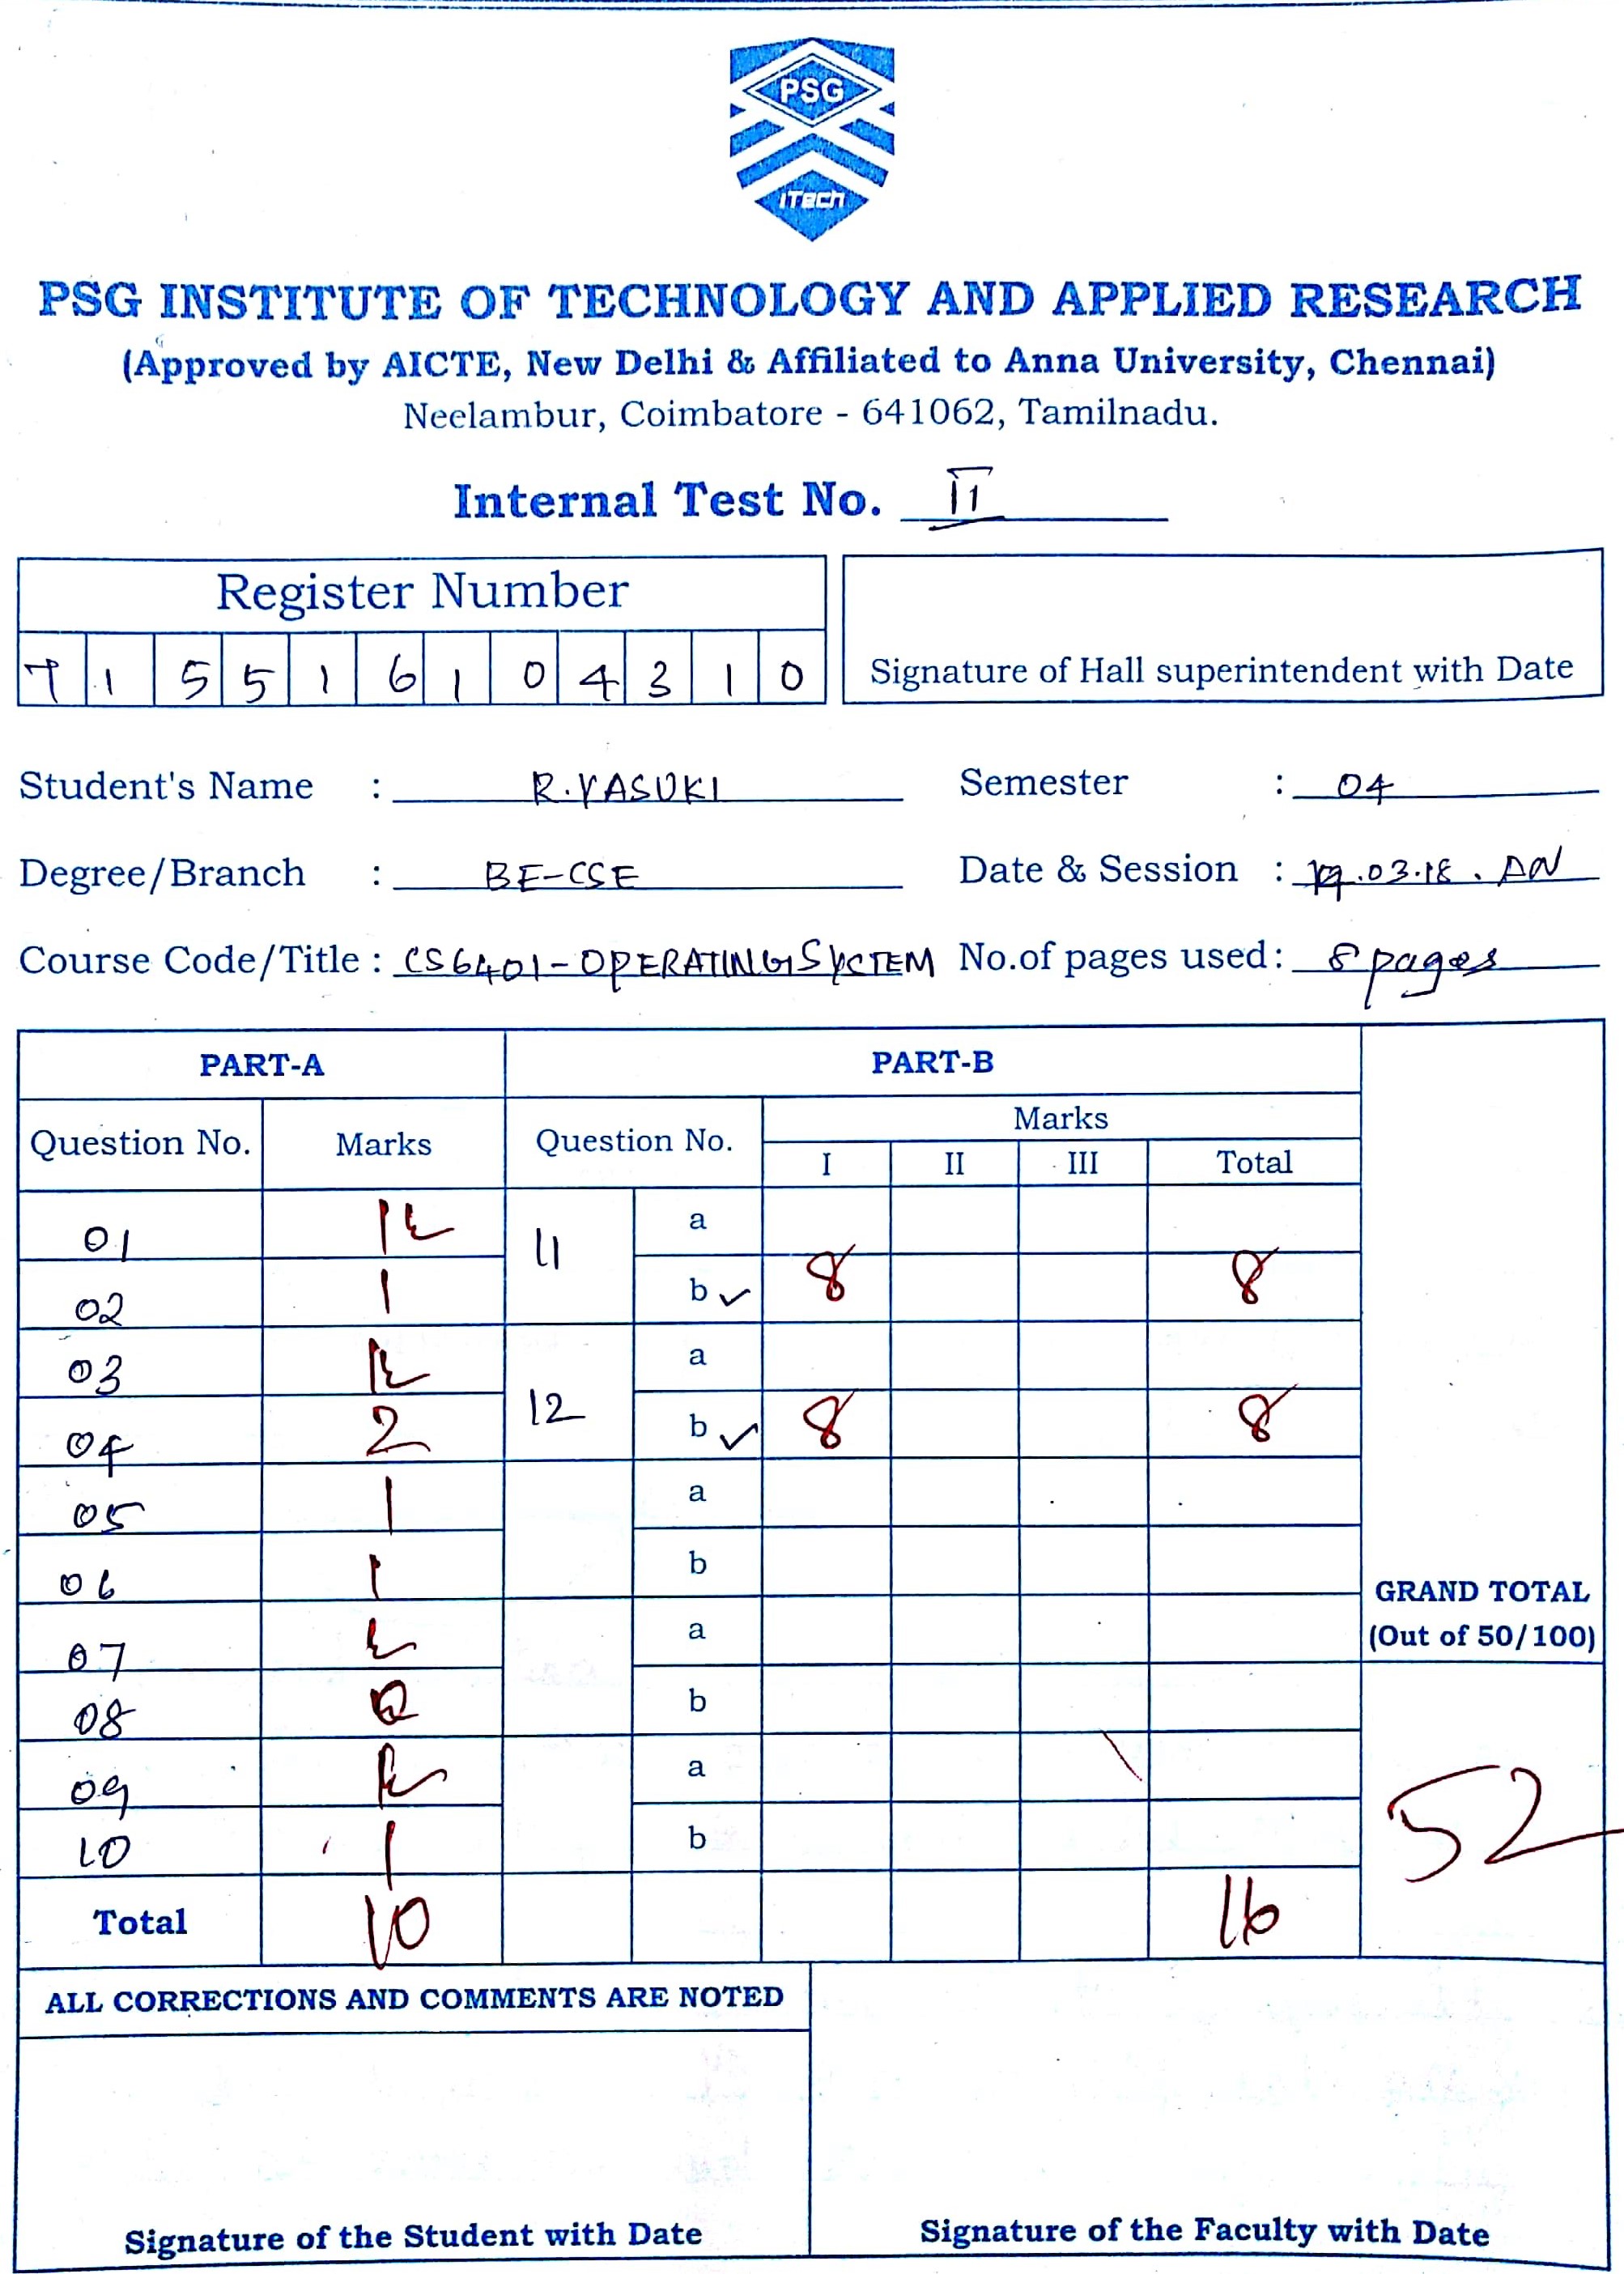 PSG
iTech
PSG INSTITUTE OF TECHNOLOGY AND APPLIED RESEARCH
(Approved by AICTE, New Delhi & Affiliated to Anna University, Chennai)
Neelambur, Coimbatore - 641062, Tamilnadu.
Internal Test No. II
Register Number
7 1 5 5 1 6 1 0 4 3 1 0
Signature of Hall superintendent with Date
Student's Name : R.VASUKI Semester : 04
Degree/Branch : BE-CSE Date & Session : .03.18. AN
Course Code/Title : CS6401-OPERATING SYSTEM No.of pages used: 8 pages
PART-A PART-B
Question No. Marks Question No. Marks
I II III Total
01 1½ 11 a
02 1 b ✓ 8 8
03 1½ 12 a
04 2 b ✓ 8 8
05 1 a
06 1 b
GRAND TOTAL
(Out of 50/100)
07 ½ a
08 b
09 ½ a
10 1 b
52
Total 10 16
ALL CORRECTIONS AND COMMENTS ARE NOTED
Signature of the Student with Date
Signature of the Faculty with Date